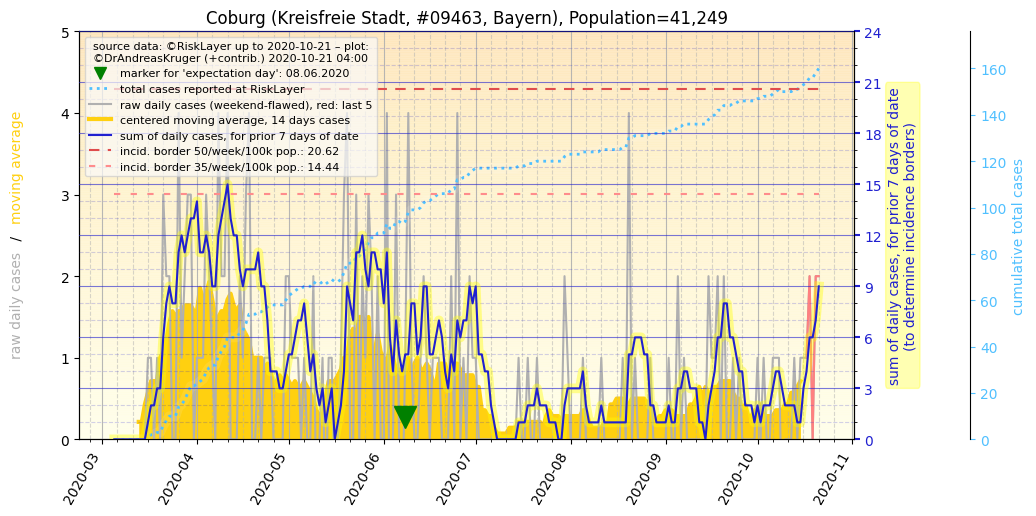 Coburg (Kreisfreie Stadt, #09463, Bayern), Population=41,249
source data: ©RiskLayer up to 2020-10-21 – plot:
©DrAndreasKruger (+contrib.) 2020-10-21 04:00
marker for 'expectation day': 08.06.2020
total cases reported at RiskLayer
raw daily cases (weekend-flawed), red: last 5
centered moving average, 14 days cases
sum of daily cases, for prior 7 days of date
incid. border 50/week/100k pop.: 20.62
incid. border 35/week/100k pop.: 14.44
raw daily cases / moving average
5
4
3
2
1
0
2020-03
2020-04
2020-05
2020-06
2020-07
2020-08
2020-09
2020-10
2020-11
24
21
18
15
12
9
6
3
0
sum of daily cases, for prior 7 days of date
(to determine incidence borders)
160
140
120
100
80
60
40
20
0
cumulative total cases